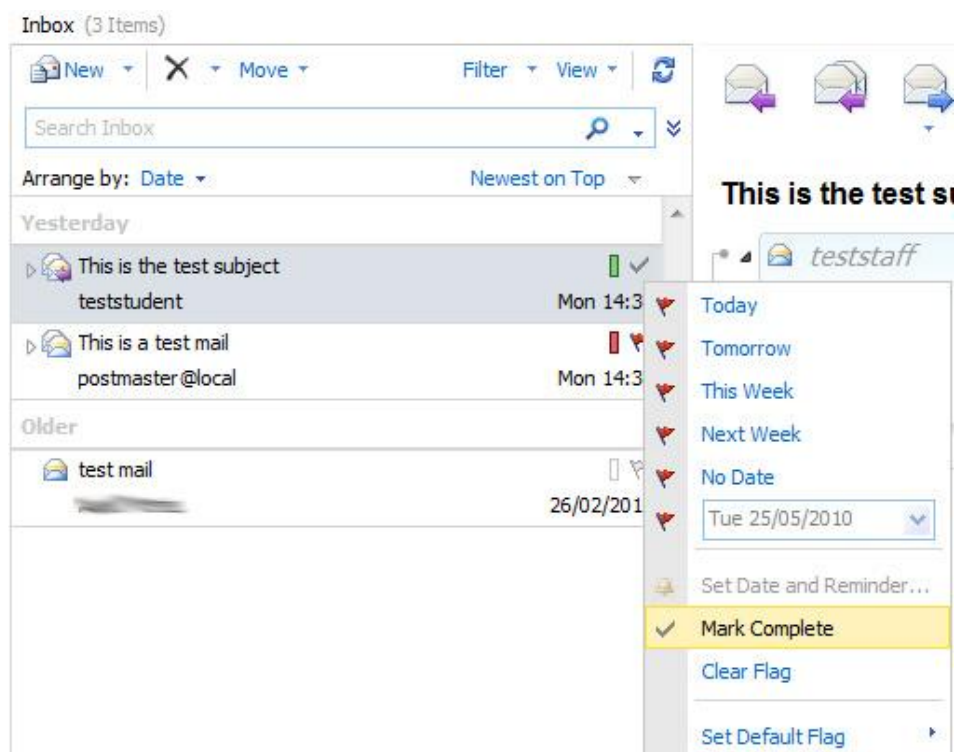 Inbox (3 Items)
New Move Filter View
Search Inbox
Arrange by: Date Newest on Top
Yesterday
This is the test subject
teststudent Mon 14:3
This is a test mail
postmaster@local Mon 14:3
Older
test mail
26/02/201
This is the test su
teststaff
Today
Tomorrow
This Week
Next Week
No Date
Tue 25/05/2010
Set Date and Reminder...
Mark Complete
Clear Flag
Set Default Flag